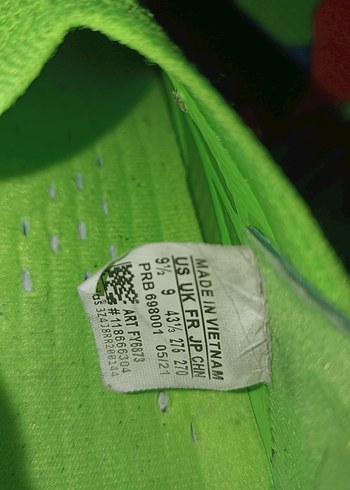 MADE IN VIETNAM
US UK FR JP CHN
9½ 9 43⅓ 275 270
PRB 698001 05/21
ART FY6873
#118666304